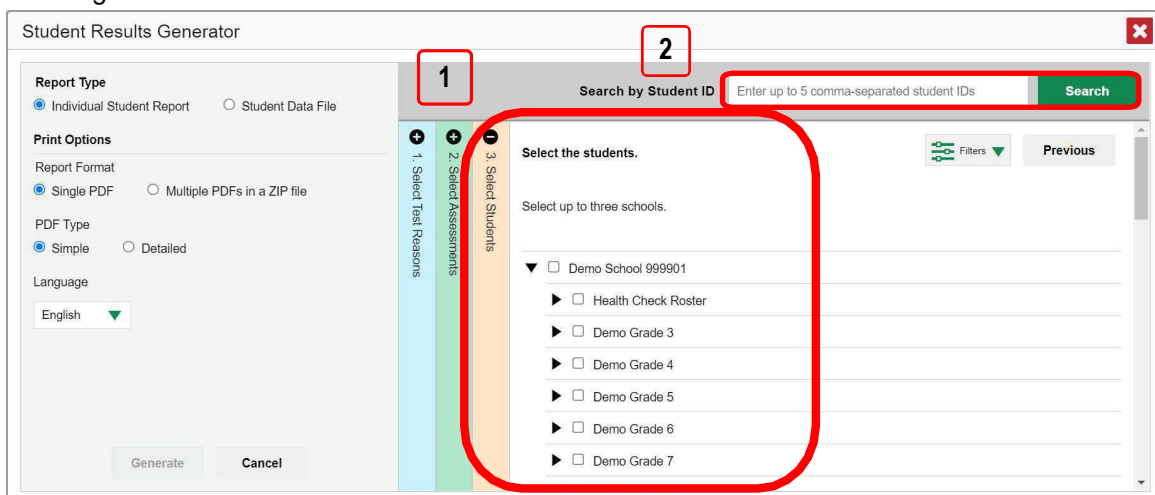 Student Results Generator
1
2
Report Type
Individual Student Report Student Data File
Print Options
Report Format
Single PDF Multiple PDFs in a ZIP file
PDF Type
Simple Detailed
Language
English
Generate Cancel
Search by Student ID Enter up to 5 comma-separated student IDs Search
1. Select Test Reasons
2. Select Assessments
3. Select Students
Select the students. Filters Previous
Select up to three schools.
Demo School 999901
Health Check Roster
Demo Grade 3
Demo Grade 4
Demo Grade 5
Demo Grade 6
Demo Grade 7